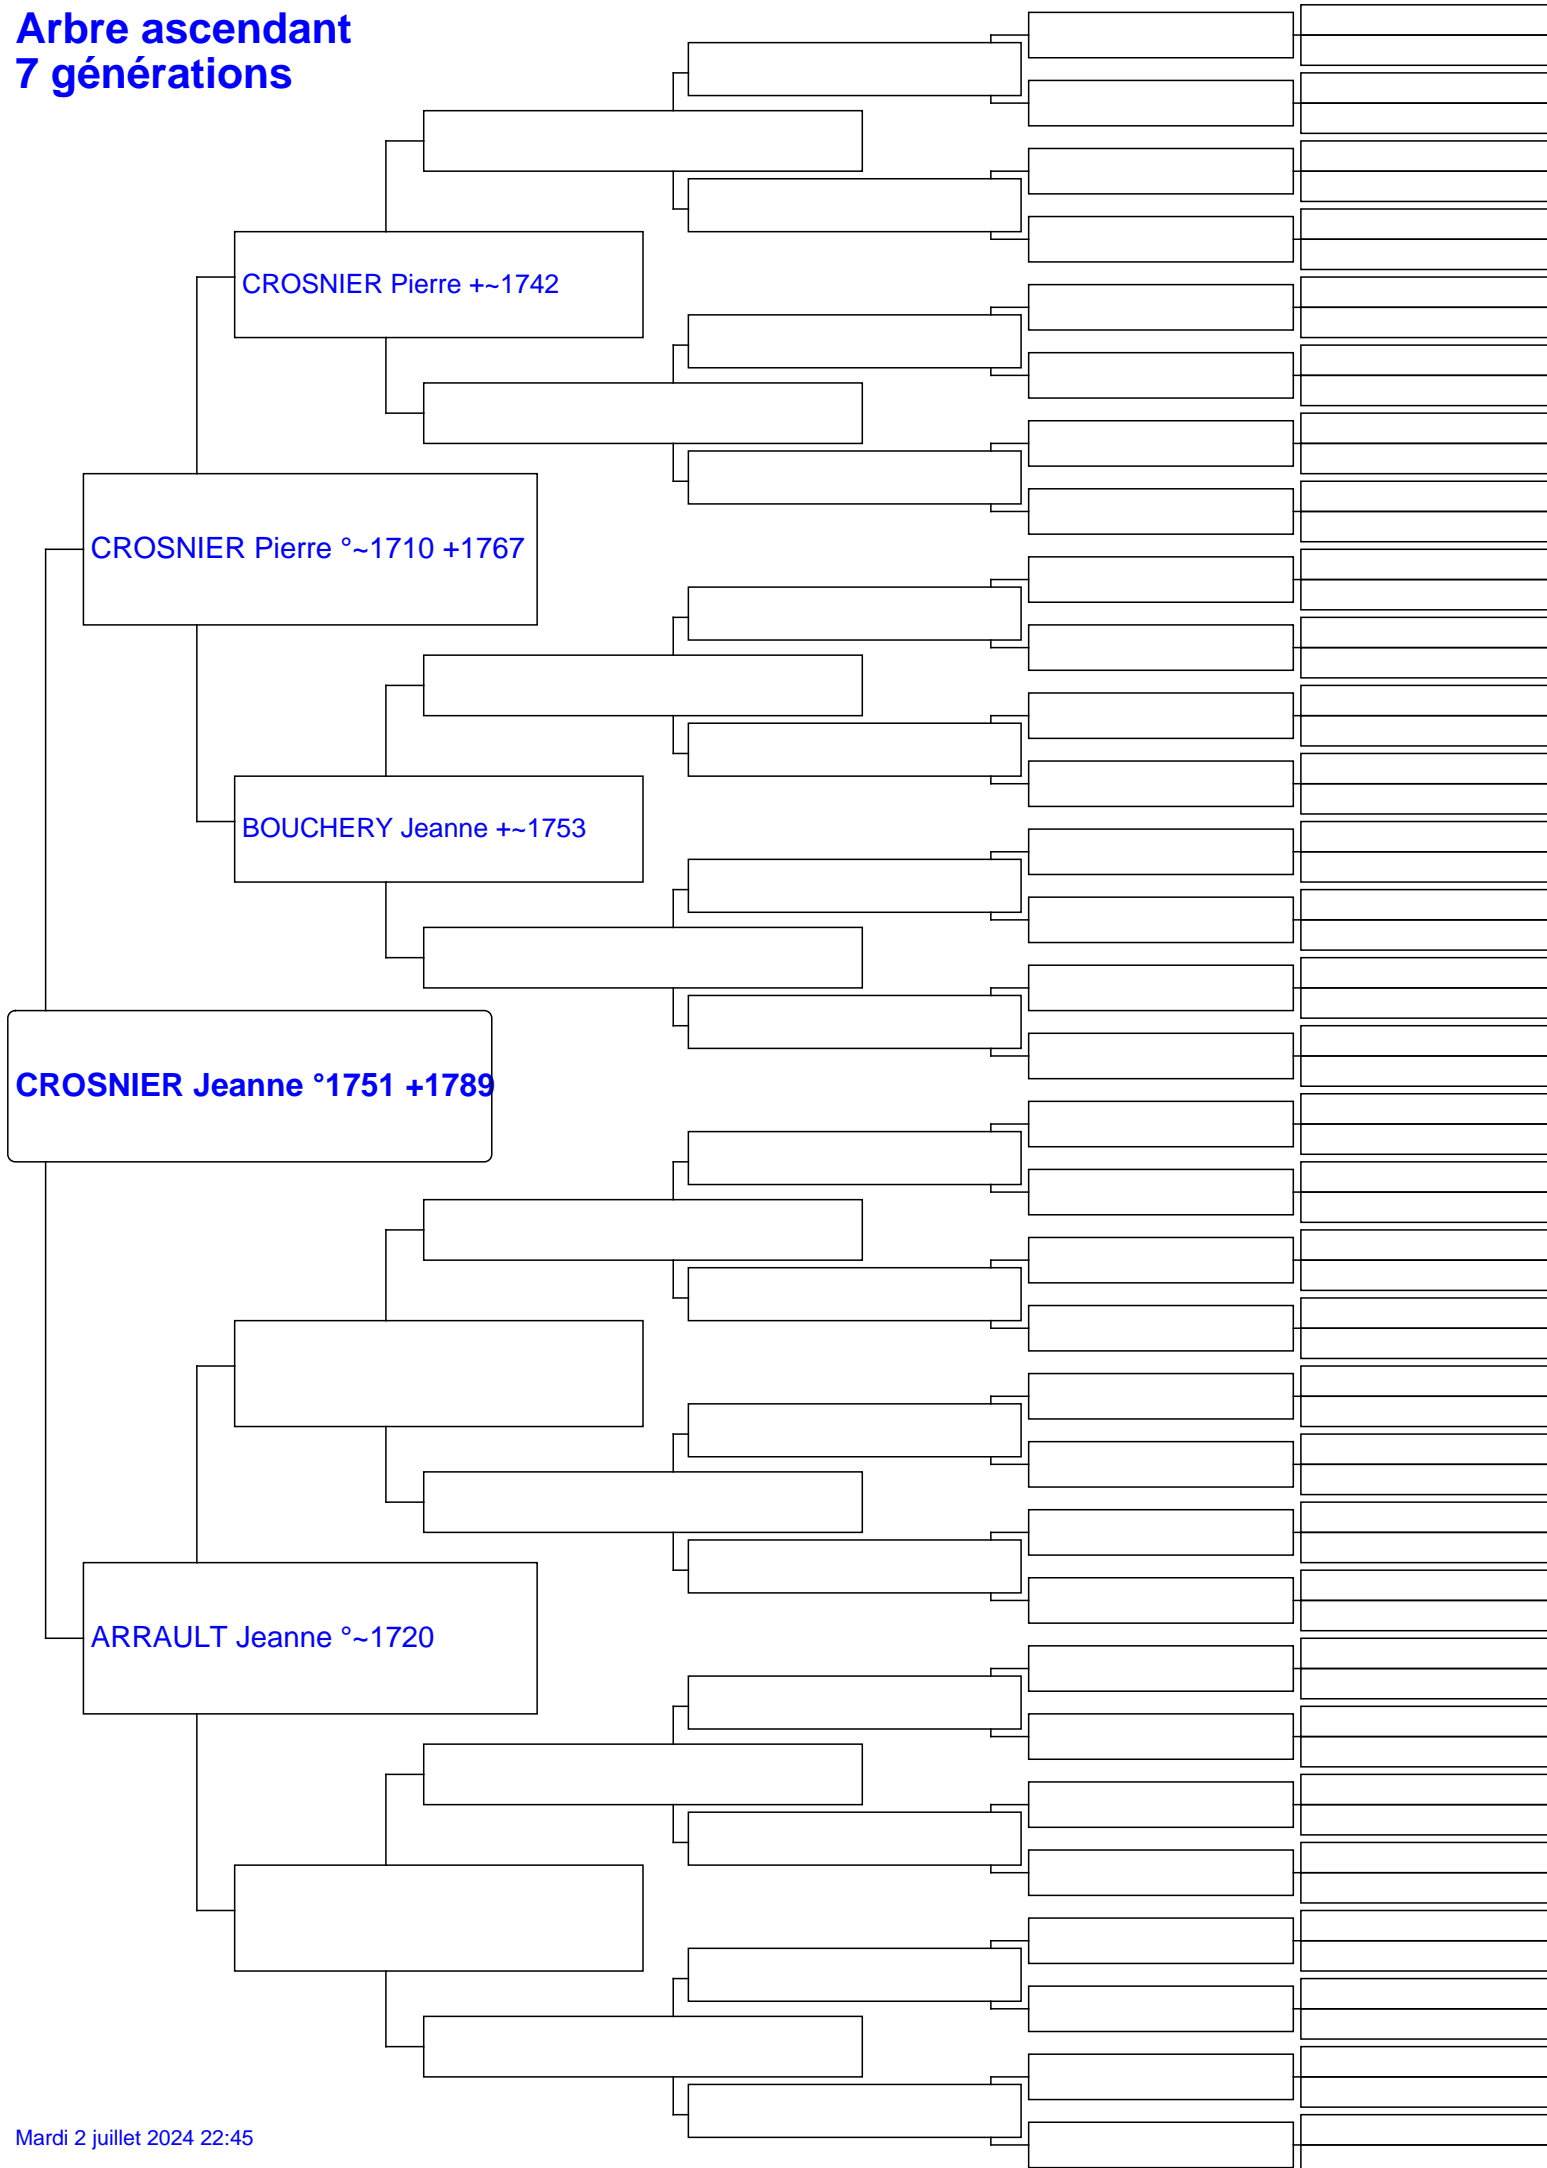 Arbre ascendant
7 générations
CROSNIER Pierre +~1742
CROSNIER Pierre °~1710 +1767
BOUCHERY Jeanne +~1753
CROSNIER Jeanne °1751 +1789
ARRAULT Jeanne °~1720
Mardi 2 juillet 2024 22:45